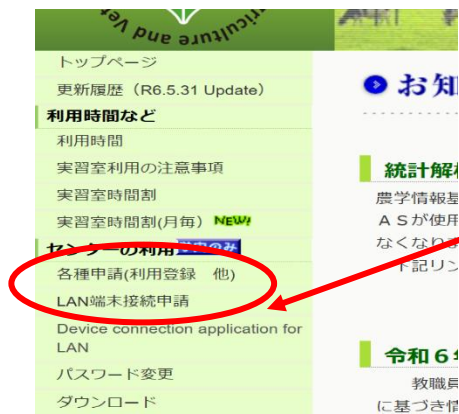 culture and Vet
トップページ
更新履歴（R6.5.31 Update）
利用時間など
利用時間
実習室利用の注意事項
実習室時間割
実習室時間割(月毎) NEW!
センターの利用
各種申請(利用登録　他)
LAN端末接続申請
Device connection application for
LAN
パスワード変更
ダウンロード
お知
統計解
農学情報基
ＡＳが使用
なくなりま
下記リン
令和６年
教職員
に基づき情